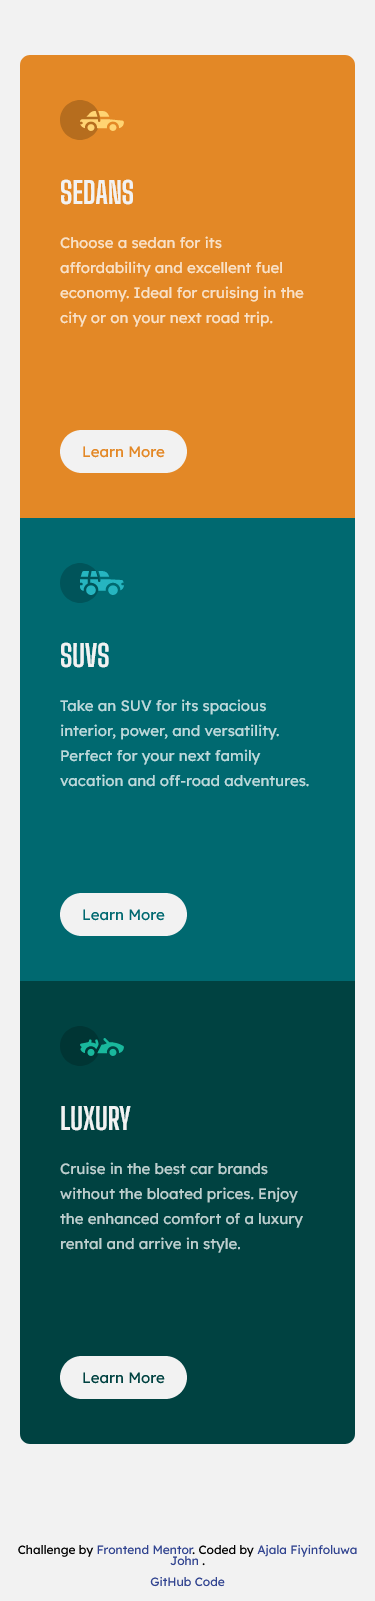 SEDANS
Choose a sedan for its
affordability and excellent fuel
economy. Ideal for cruising in the
city or on your next road trip.
Learn More
SUVS
Take an SUV for its spacious
interior, power, and versatility.
Perfect for your next family
vacation and off-road adventures.
Learn More
LUXURY
Cruise in the best car brands
without the bloated prices. Enjoy
the enhanced comfort of a luxury
rental and arrive in style.
Learn More
Challenge by Frontend Mentor. Coded by Ajala Fiyinfoluwa
John .
GitHub Code